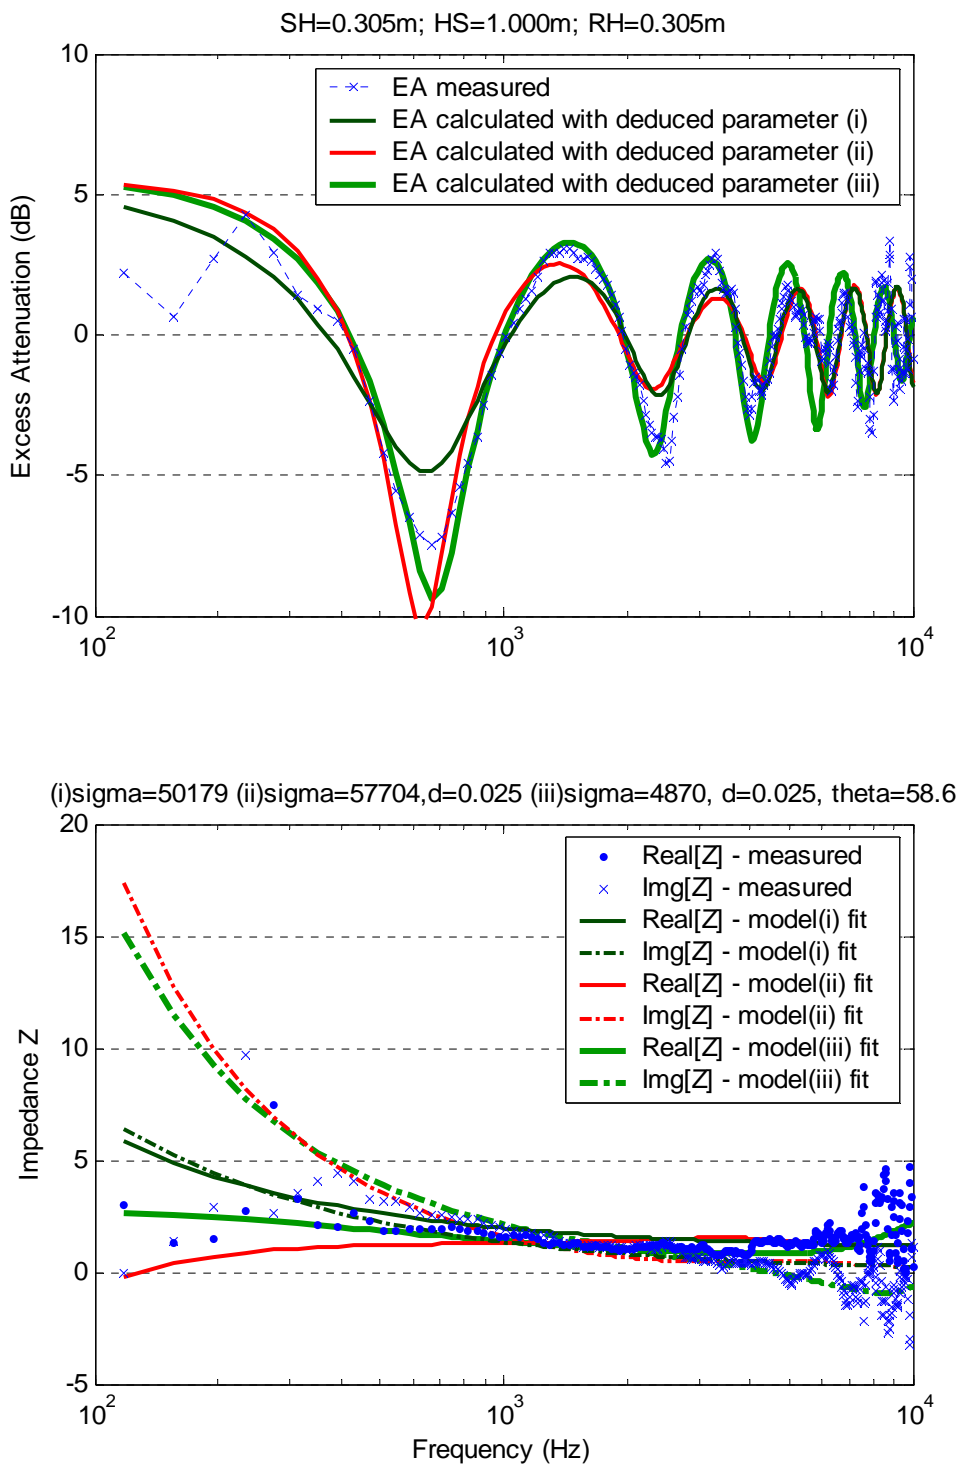 SH=0.305m; HS=1.000m; RH=0.305m
10
5
0
-5
-10
Excess Attenuation (dB)
EA measured
EA calculated with deduced parameter (i)
EA calculated with deduced parameter (ii)
EA calculated with deduced parameter (iii)
10^2
10^3
10^4
(i)sigma=50179 (ii)sigma=57704,d=0.025 (iii)sigma=4870, d=0.025, theta=58.6
20
15
10
5
0
-5
Impedance Z
Real[Z] - measured
Img[Z] - measured
Real[Z] - model(i) fit
Img[Z] - model(i) fit
Real[Z] - model(ii) fit
Img[Z] - model(ii) fit
Real[Z] - model(iii) fit
Img[Z] - model(iii) fit
10^2
10^3
10^4
Frequency (Hz)